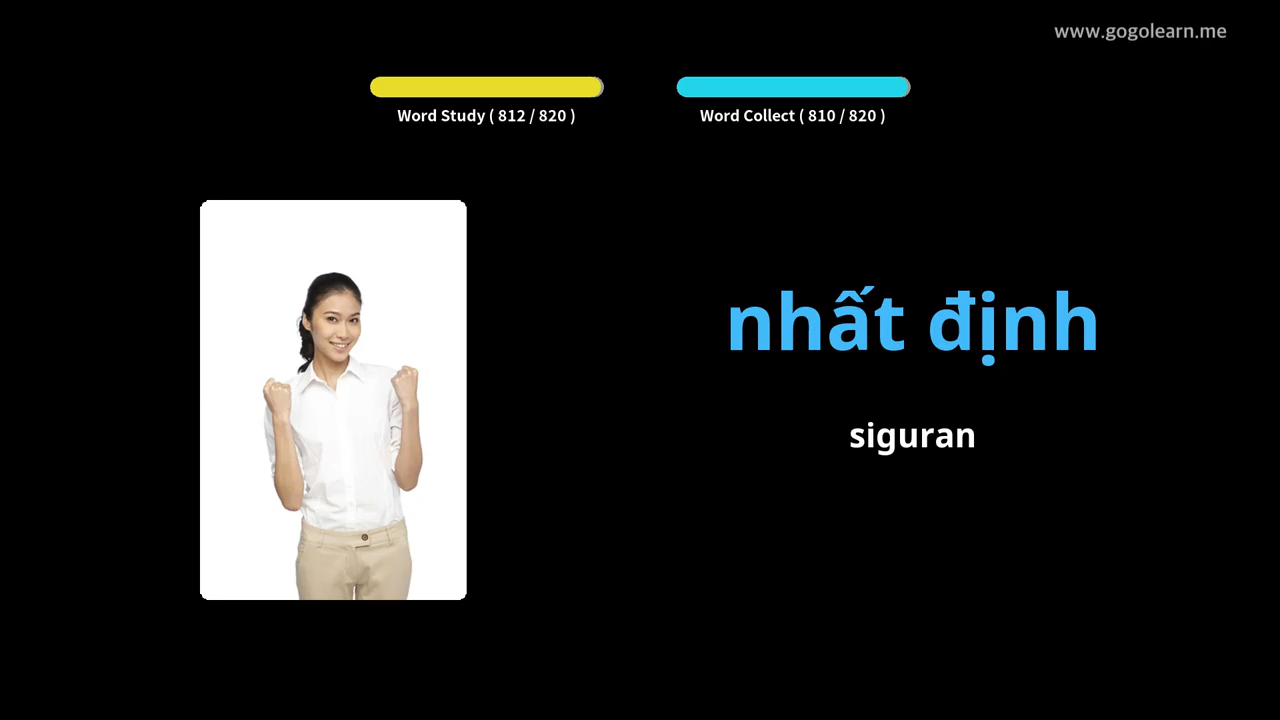 www.gogolearn.me
Word Study ( 812 / 820 )
Word Collect ( 810 / 820 )
nhất định
siguran